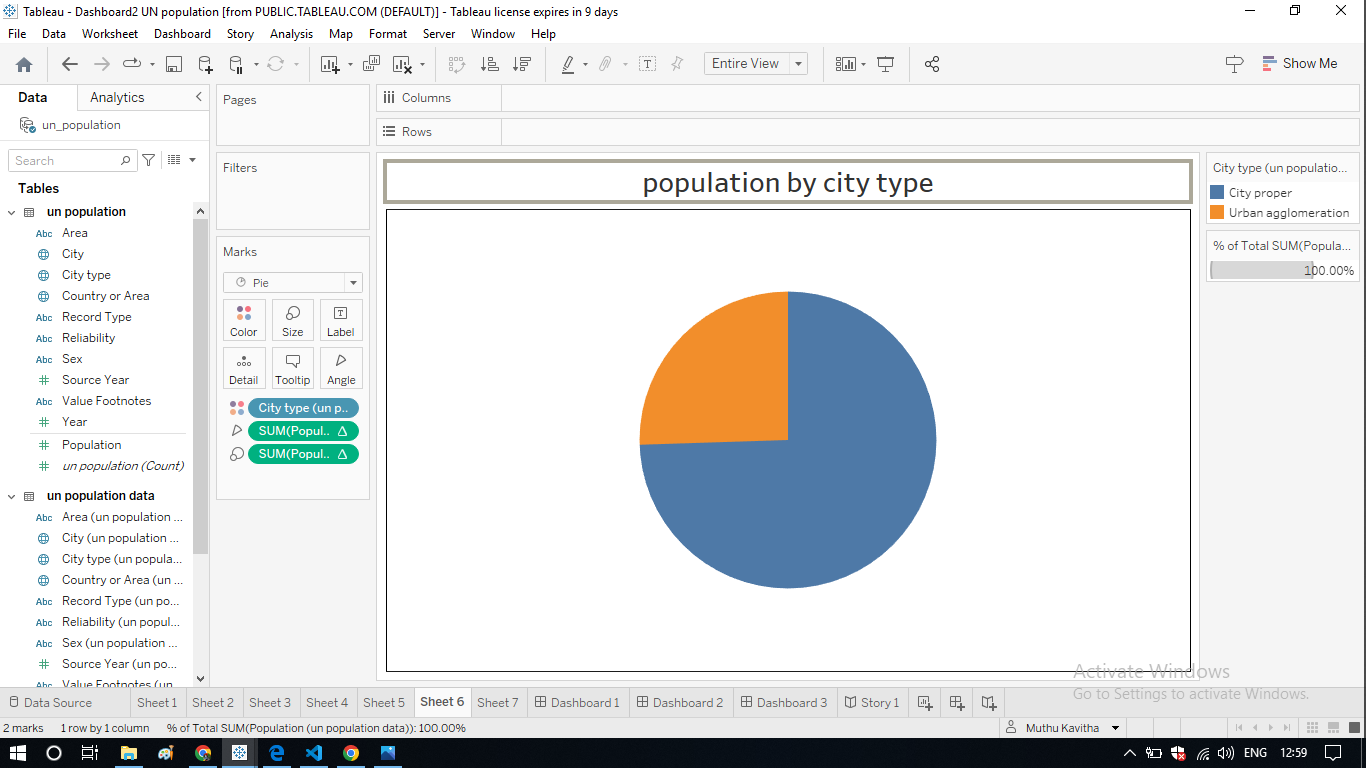 Tableau - Dashboard2 UN population [from PUBLIC.TABLEAU.COM (DEFAULT)] - Tableau license expires in 9 days
File Data Worksheet Dashboard Story Analysis Map Format Server Window Help
Entire View
Show Me
Data Analytics
un_population
Search
Tables
un population
Abc Area
City
City type
Country or Area
Abc Record Type
Abc Reliability
Abc Sex
# Source Year
Abc Value Footnotes
# Year
# Population
# un population (Count)
un population data
Abc Area (un population ...
City (un population ...
City type (un popula...
Country or Area (un ...
Abc Record Type (un po...
Abc Reliability (un popul...
Abc Sex (un population ...
# Source Year (un po...
Abc Value Footnotes (un
Pages
Filters
Marks
Pie
Color Size Label
Detail Tooltip Angle
City type (un p..
SUM(Popul.. Δ
SUM(Popul.. Δ
Columns
Rows
population by city type
City type (un populatio...
City proper
Urban agglomeration
% of Total SUM(Popula...
100.00%
Activate Windows
Go to Settings to activate Windows.
Data Source Sheet 1 Sheet 2 Sheet 3 Sheet 4 Sheet 5 Sheet 6 Sheet 7 Dashboard 1 Dashboard 2 Dashboard 3 Story 1
2 marks 1 row by 1 column % of Total SUM(Population (un population data)): 100.00% Muthu Kavitha
ENG 12:59